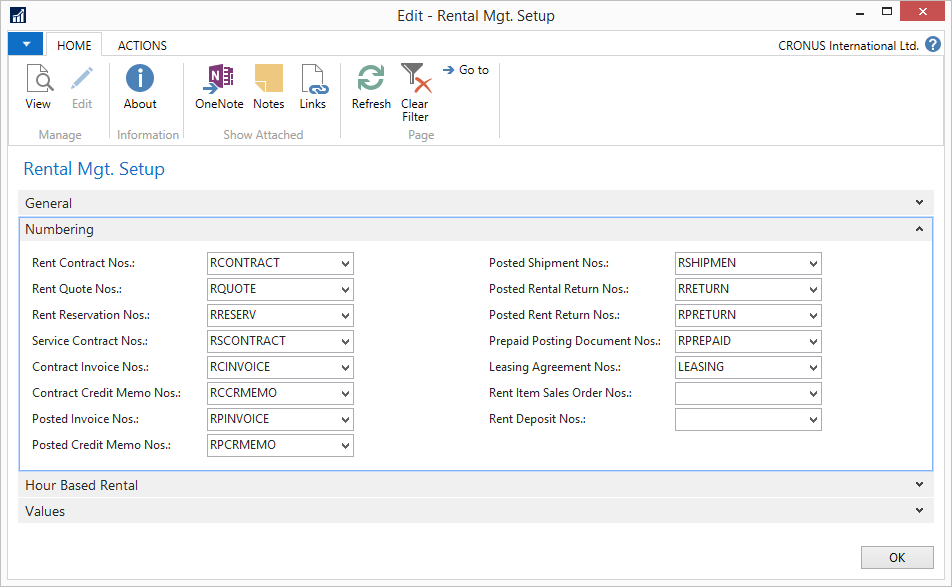 Edit - Rental Mgt. Setup
HOME ACTIONS CRONUS International Ltd. ?
View Edit About OneNote Notes Links Refresh Clear Filter Go to
Manage Information Show Attached Page
Rental Mgt. Setup
General
Numbering
Rent Contract Nos.: RCONTRACT Posted Shipment Nos.: RSHIPMEN
Rent Quote Nos.: RQUOTE Posted Rental Return Nos.: RRETURN
Rent Reservation Nos.: RRESERV Posted Rent Return Nos.: RPRETURN
Service Contract Nos.: RSCONTRACT Prepaid Posting Document Nos.: RPREPAID
Contract Invoice Nos.: RCINVOICE Leasing Agreement Nos.: LEASING
Contract Credit Memo Nos.: RCCRMEMO Rent Item Sales Order Nos.:
Posted Invoice Nos.: RPINVOICE Rent Deposit Nos.:
Posted Credit Memo Nos.: RPCRMEMO
Hour Based Rental
Values
OK